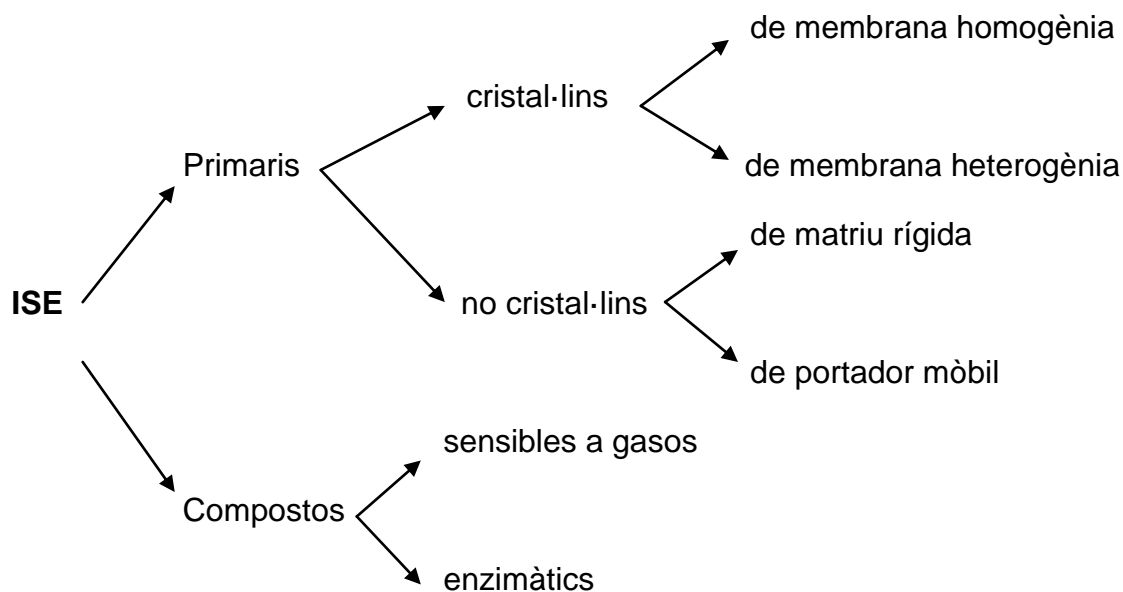 de membrana homogènia
cristal·lins
Primaris
de membrana heterogènia
de matriu rígida
ISE
no cristal·lins
de portador mòbil
sensibles a gasos
Compostos
enzimàtics